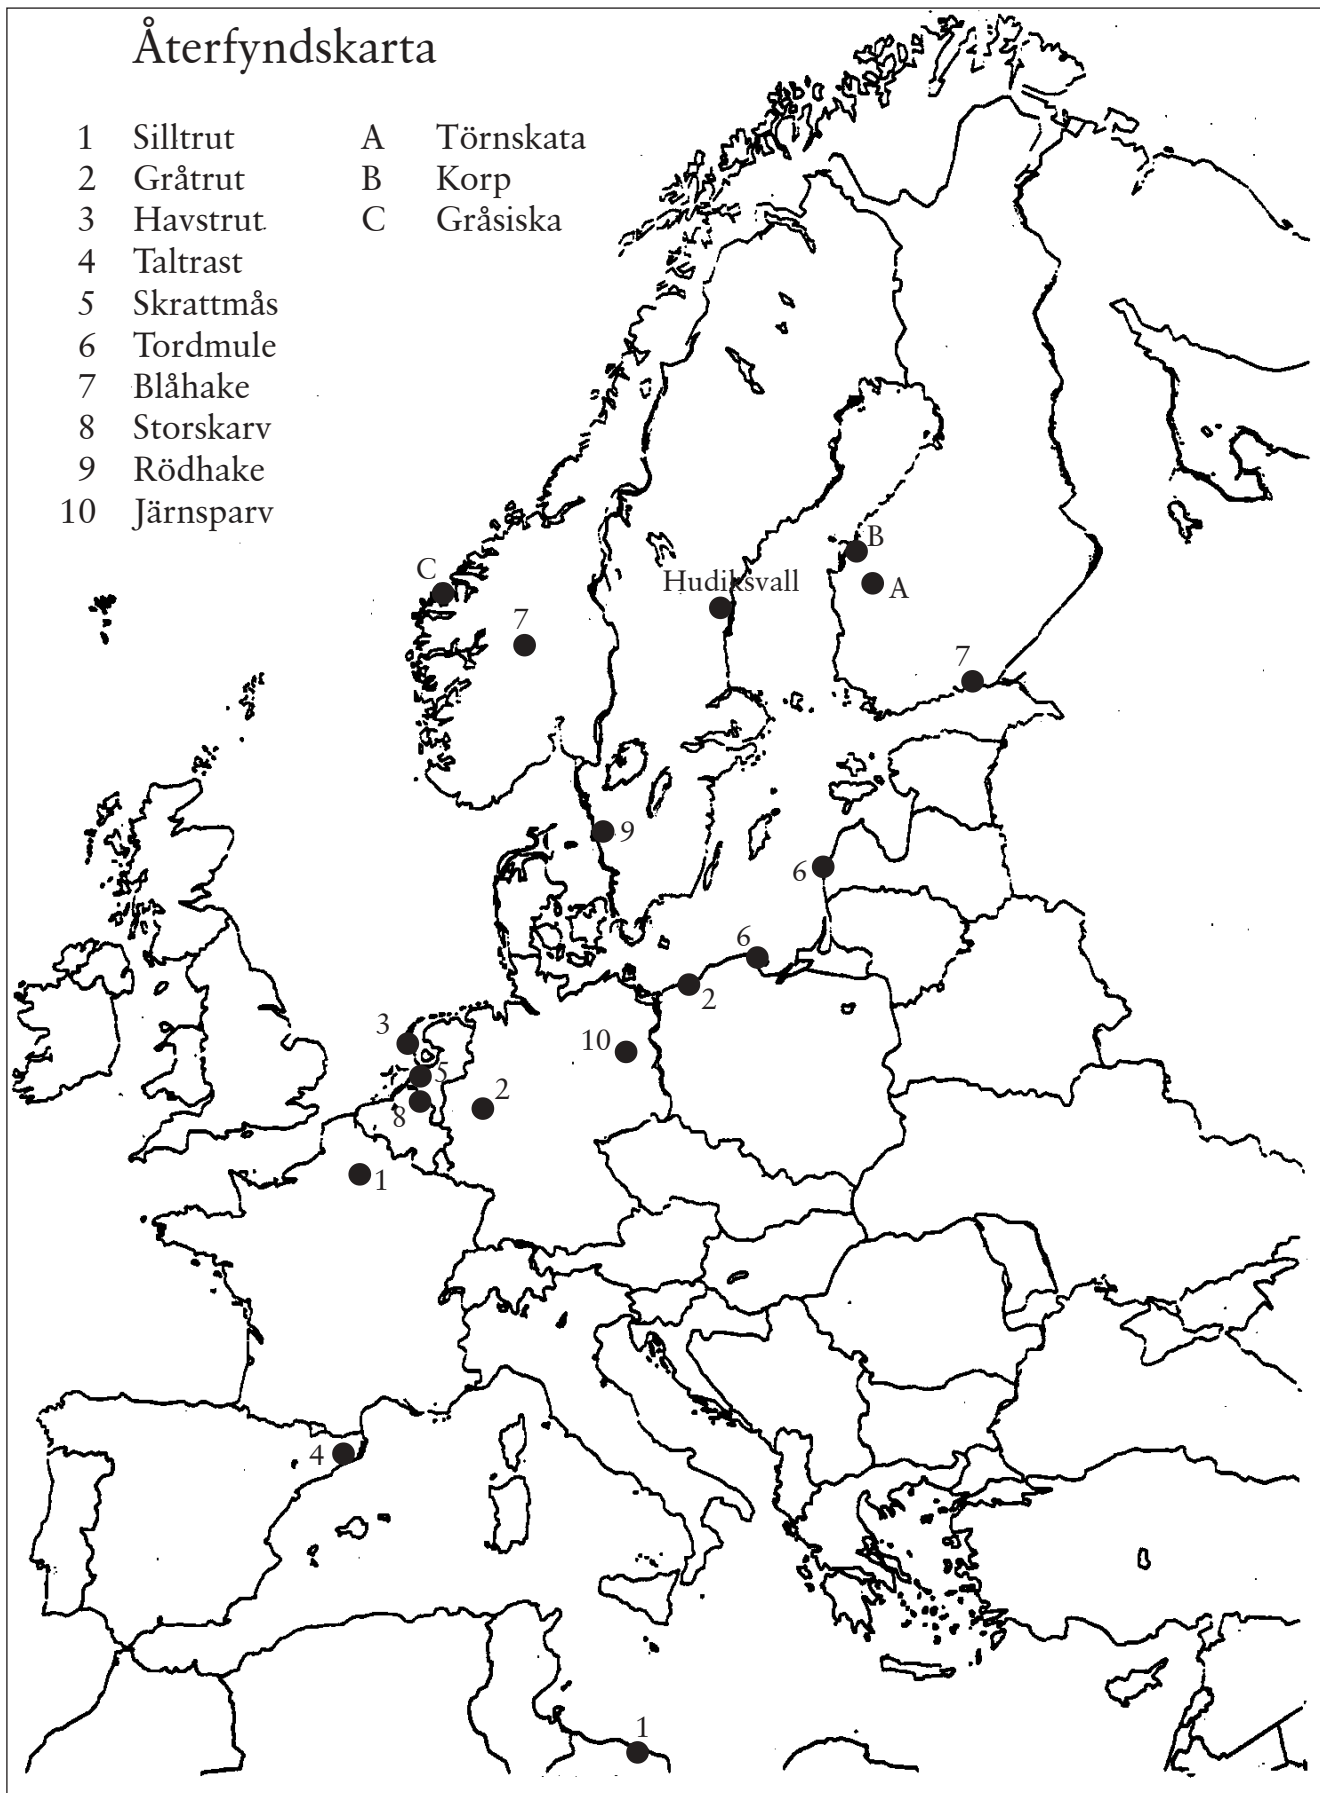 Återfyndskarta
1 Silltrut A Törnskata
2 Gråtrut B Korp
3 Havstrut C Gråsiska
4 Taltrast
5 Skrattmås
6 Tordmule
7 Blåhake
8 Storskarv
9 Rödhake
10 Järnsparv
B
C
Hudiksvall
A
7
7
9
6
6
2
3
10
5
2
8
1
4
1